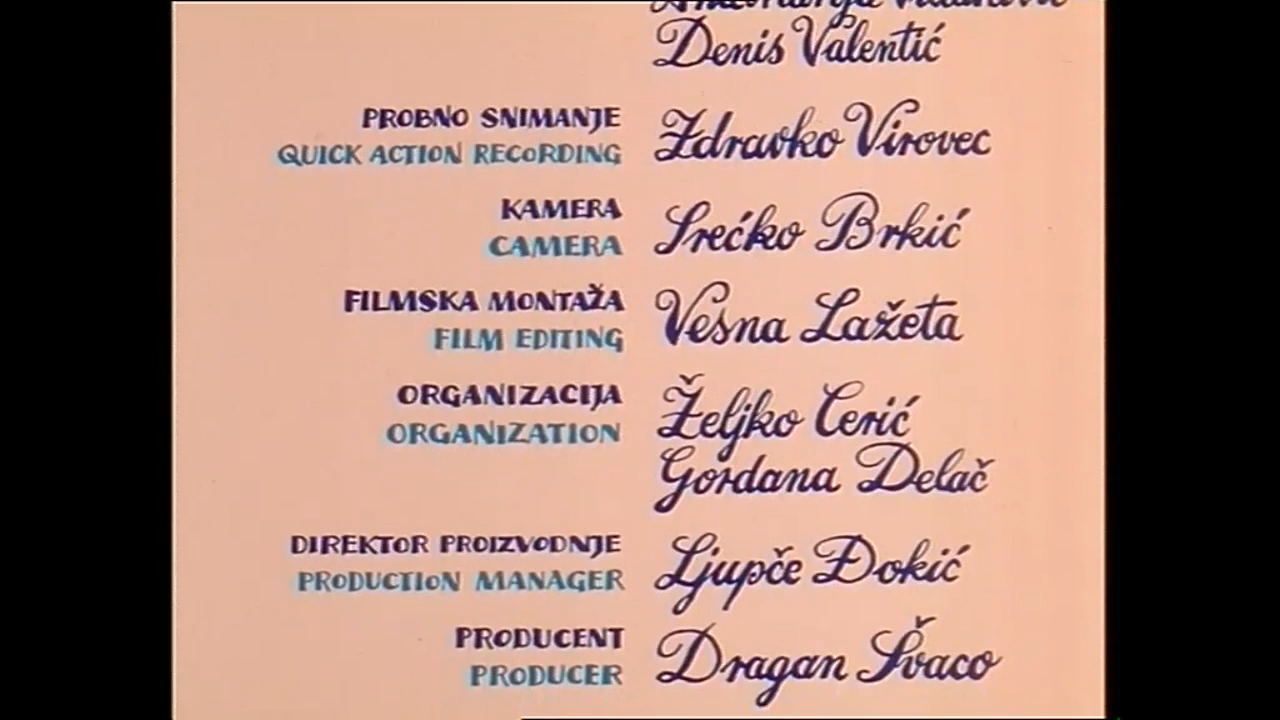 Denis Valentić
PROBNO SNIMANJE
QUICK ACTION RECORDING
Zdravko Virovec
KAMERA
CAMERA
Srećko Brkić
FILMSKA MONTAŽA
FILM EDITING
Vesna Lažeta
ORGANIZACIJA
ORGANIZATION
Željko Cerić
Gordana Delač
DIREKTOR PROIZVODNJE
PRODUCTION MANAGER
Ljupče Đokić
PRODUCENT
PRODUCER
Dragan Švaco